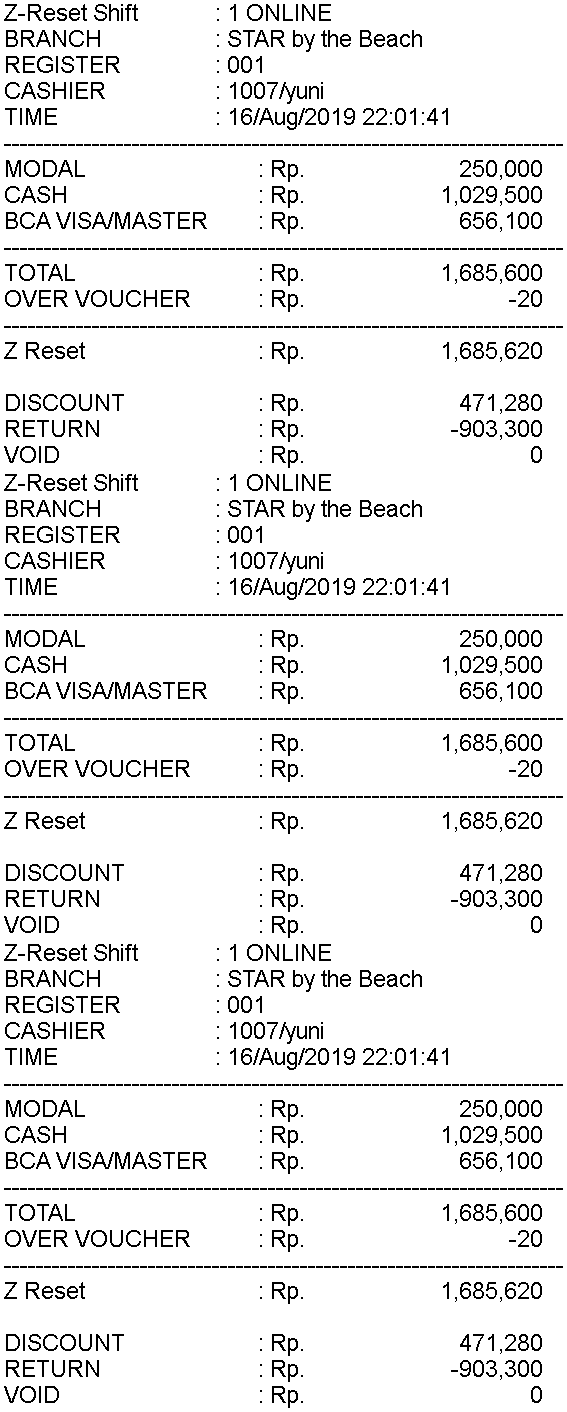 Z-Reset Shift : 1 ONLINE
BRANCH : STAR by the Beach
REGISTER : 001
CASHIER : 1007/yuni
TIME : 16/Aug/2019 22:01:41
MODAL : Rp. 250,000
CASH : Rp. 1,029,500
BCA VISA/MASTER : Rp. 656,100
TOTAL : Rp. 1,685,600
OVER VOUCHER : Rp. -20
Z Reset : Rp. 1,685,620
DISCOUNT : Rp. 471,280
RETURN : Rp. -903,300
VOID : Rp. 0
Z-Reset Shift : 1 ONLINE
BRANCH : STAR by the Beach
REGISTER : 001
CASHIER : 1007/yuni
TIME : 16/Aug/2019 22:01:41
MODAL : Rp. 250,000
CASH : Rp. 1,029,500
BCA VISA/MASTER : Rp. 656,100
TOTAL : Rp. 1,685,600
OVER VOUCHER : Rp. -20
Z Reset : Rp. 1,685,620
DISCOUNT : Rp. 471,280
RETURN : Rp. -903,300
VOID : Rp. 0
Z-Reset Shift : 1 ONLINE
BRANCH : STAR by the Beach
REGISTER : 001
CASHIER : 1007/yuni
TIME : 16/Aug/2019 22:01:41
MODAL : Rp. 250,000
CASH : Rp. 1,029,500
BCA VISA/MASTER : Rp. 656,100
TOTAL : Rp. 1,685,600
OVER VOUCHER : Rp. -20
Z Reset : Rp. 1,685,620
DISCOUNT : Rp. 471,280
RETURN : Rp. -903,300
VOID : Rp. 0